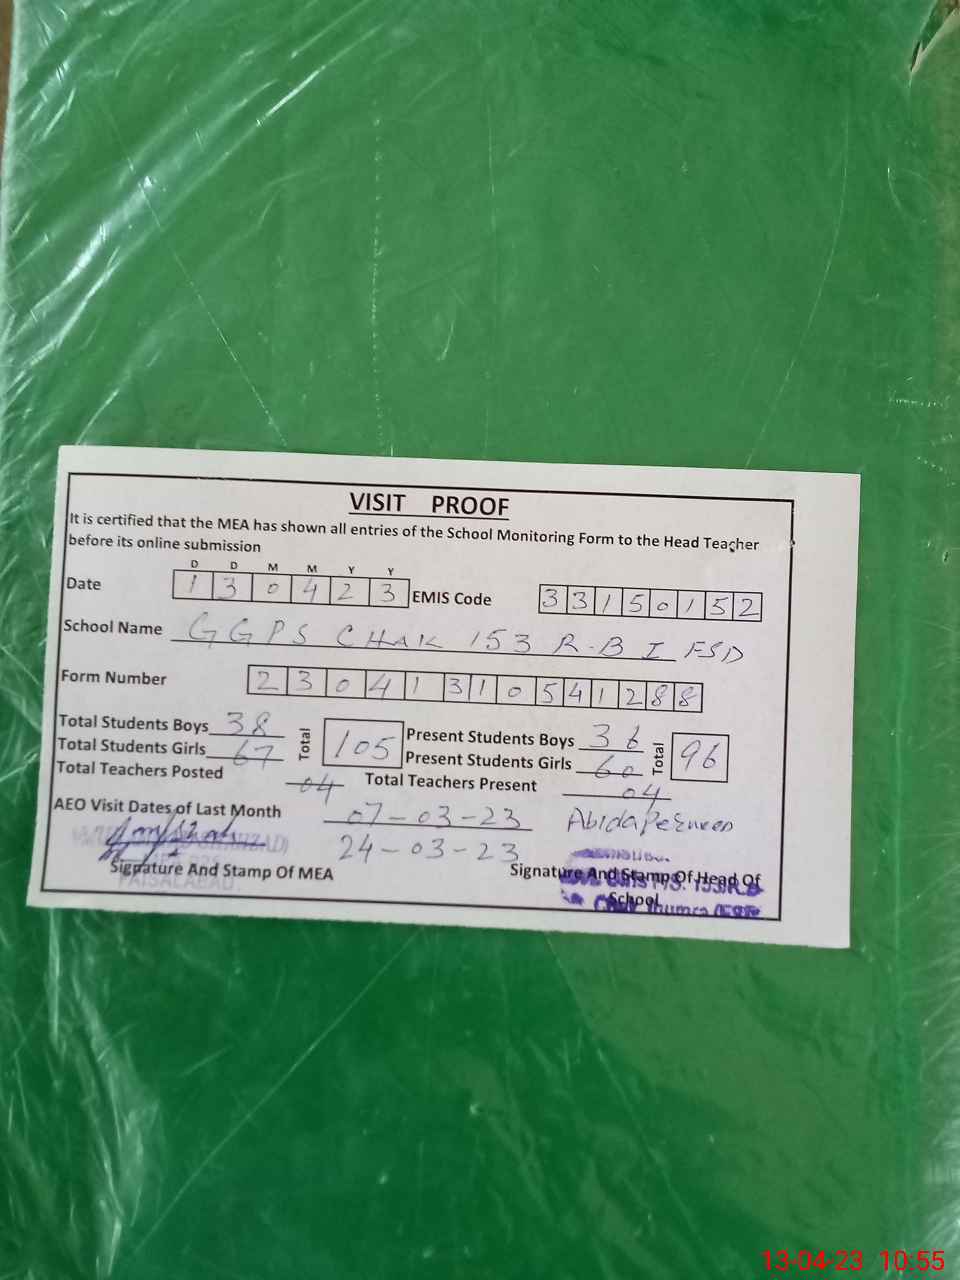 VISIT PROOF
It is certified that the MEA has shown all entries of the School Monitoring Form to the Head Teacher
before its online submission
D D M M Y Y
Date 1 3 0 4 2 3 EMIS Code 3 3 1 5 0 1 5 2
School Name GGPS CHAK 153 R.B I FSD
Form Number 2 3 0 4 1 3 1 0 5 4 1 2 8 8
Total Students Boys 38 Total 105 Present Students Boys 36 Total 96
Total Students Girls 67 Present Students Girls 60
Total Teachers Posted 04 Total Teachers Present 04
AEO Visit Dates of Last Month 07-03-23 Abida Perveen
24-03-23
Signature And Stamp Of MEA Signature And Stamp Of Head Of
FAISALABAD School
13-04-23 10:55